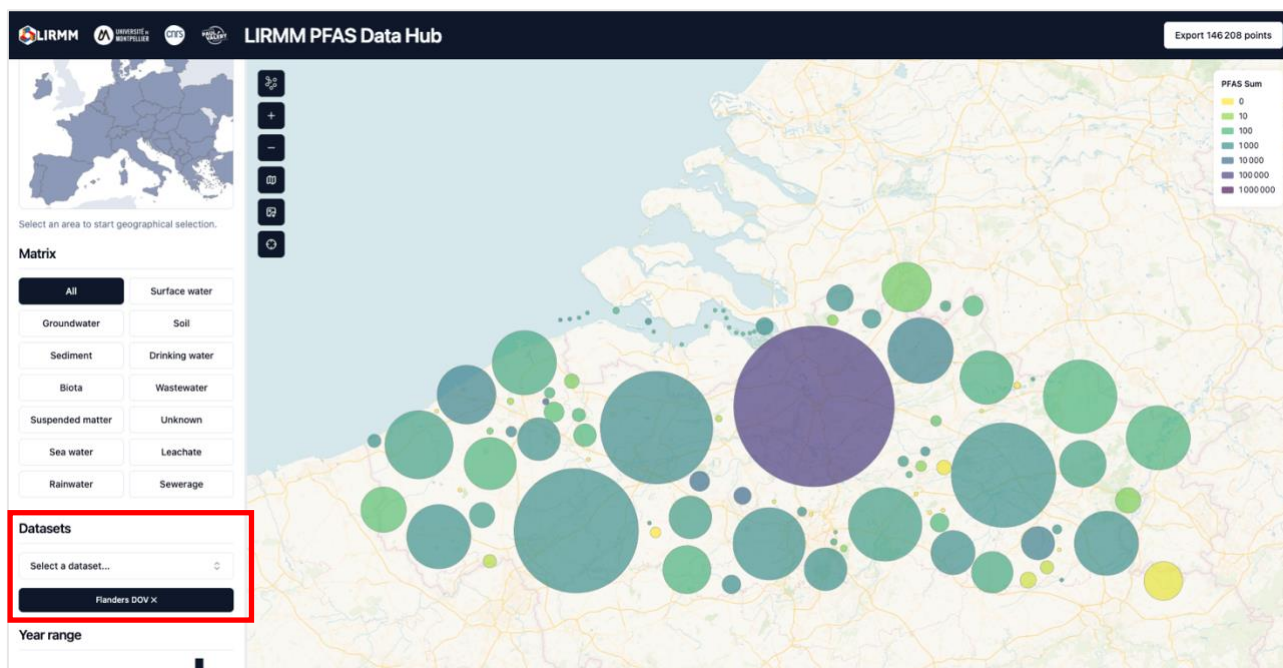 LIRMM
UNIVERSITÉ DE
MONTPELLIER
cnrs
PAUL
VALÉRY
LIRMM PFAS Data Hub
Export 146 208 points
Select an area to start geographical selection.
Matrix
All
Surface water
Groundwater
Soil
Sediment
Drinking water
Biota
Wastewater
Suspended matter
Unknown
Sea water
Leachate
Rainwater
Sewerage
Datasets
Select a dataset...
Flanders DOV X
Year range
+
−
PFAS Sum
0
10
100
1000
10 000
100 000
1 000 000